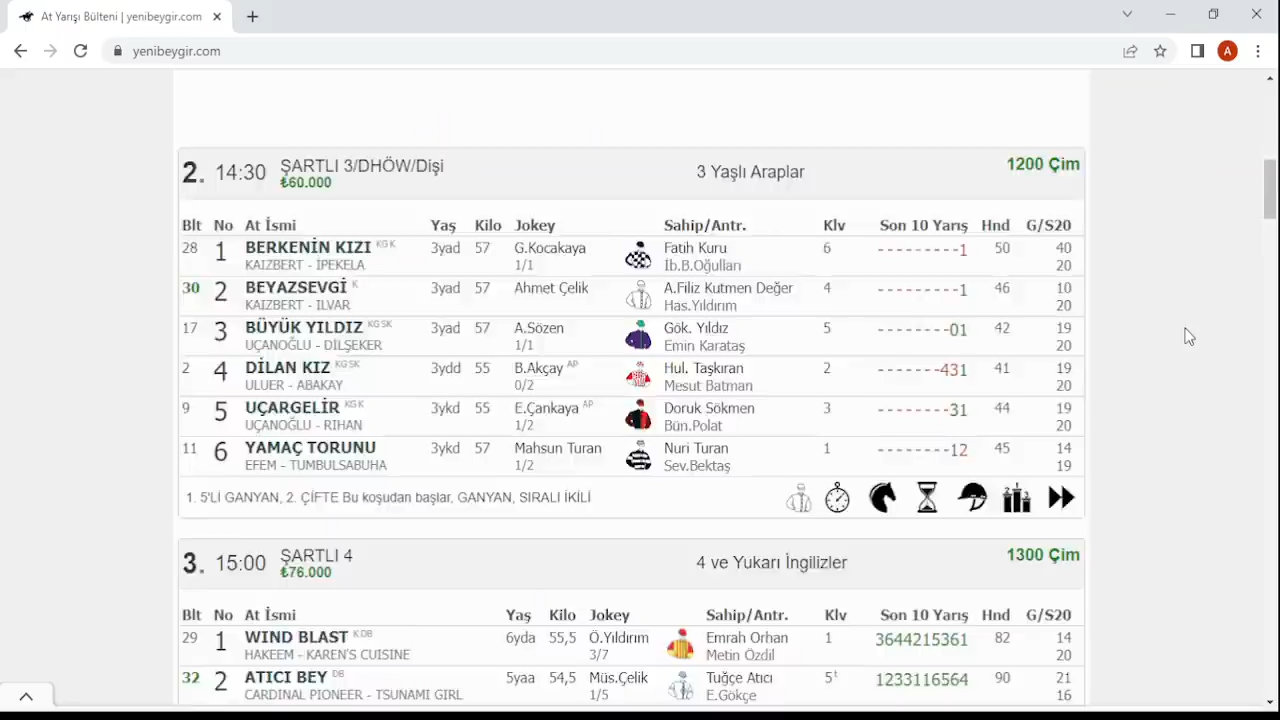 At Yarışı Bülteni | yenibeygir.com
yenibeygir.com
A
2. 14:30 ŞARTLI 3/DHÖW/Dişi 3 Yaşlı Araplar 1200 Çim
₺60.000
Blt No At İsmi Yaş Kilo Jokey Sahip/Antr. Klv Son 10 Yarış Hnd G/S20
28 1 BERKENİN KIZI KG K 3yad 57 G.Kocakaya Fatih Kuru 6 ---------1 50 40
KAIZBERT - İPEKELA 1/1 İb.B.Oğulları 20
30 2 BEYAZSEVGİ K 3yad 57 Ahmet Çelik A.Filiz Kutmen Değer 4 ---------1 46 10
KAIZBERT - ILVAR Has.Yıldırım 20
17 3 BÜYÜK YILDIZ KG SK 3yad 57 A.Sözen Gök. Yıldız 5 --------01 42 19
UÇANOĞLU - DİLŞEKER 1/1 Emin Karataş 20
2 4 DİLAN KIZ KG SK 3ydd 55 B.Akçay AP Hul. Taşkıran 2 -------431 41 19
ULUER - ABAKAY 0/2 Mesut Batman 20
9 5 UÇARGELİR KG K 3ykd 55 E.Çankaya AP Doruk Sökmen 3 --------31 44 19
UÇANOĞLU - RIHAN 1/2 Bün.Polat 20
11 6 YAMAÇ TORUNU 3ykd 57 Mahsun Turan Nuri Turan 1 --------12 45 14
EFEM - TUMBULSABUHA 1/2 Sev.Bektaş 19
1. 5'Lİ GANYAN, 2. ÇİFTE Bu koşudan başlar, GANYAN, SIRALI İKİLİ
3. 15:00 ŞARTLI 4 4 ve Yukarı İngilizler 1300 Çim
₺76.000
Blt No At İsmi Yaş Kilo Jokey Sahip/Antr. Klv Son 10 Yarış Hnd G/S20
29 1 WIND BLAST K DB 6yda 55,5 Ö.Yıldırım Emrah Orhan 1 3644215361 82 14
HAKEEM - KAREN'S CUISINE 3/7 Metin Özdil 20
32 2 ATICI BEY DB 5yaa 54,5 Müs.Çelik Tuğçe Atıcı 5t 1233116564 90 21
CARDINAL PIONEER - TSUNAMI GIRL 1/5 E.Gökçe 16